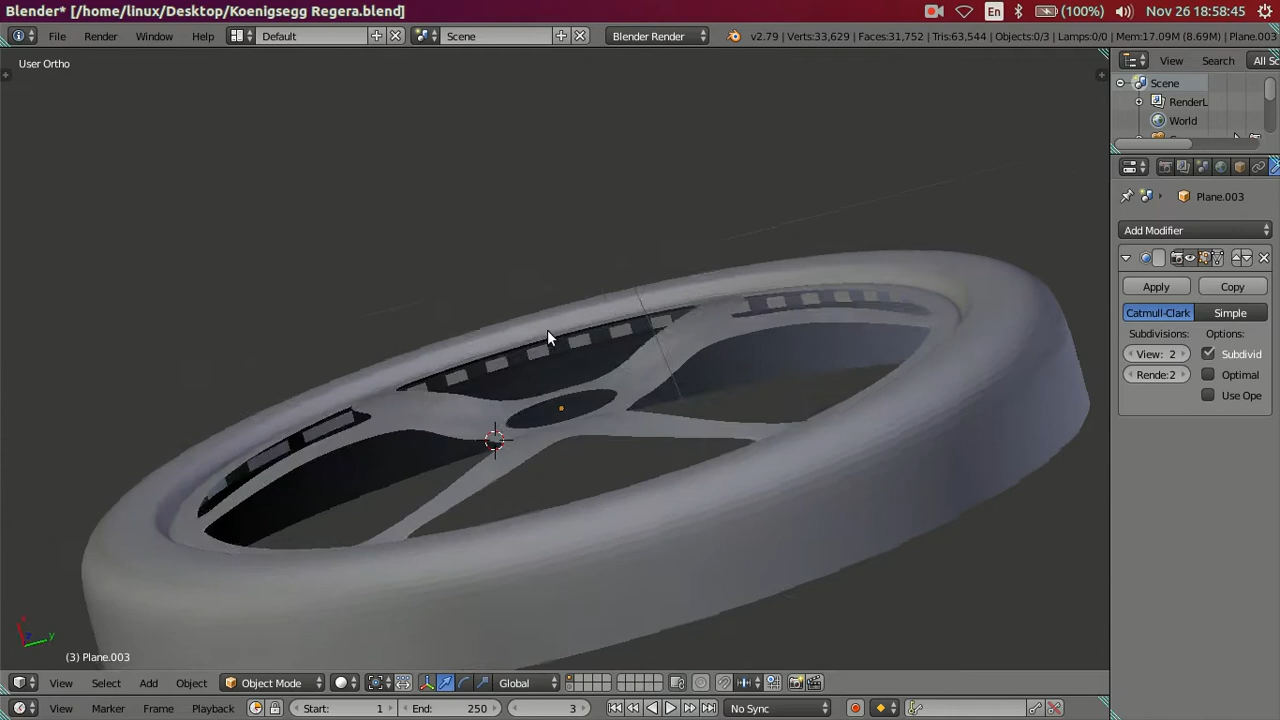 Blender* [/home/linux/Desktop/Koenigsegg Regera.blend]
En (100%) Nov 26 18:58:45
File Render Window Help Default Scene Blender Render v2.79 | Verts:33,629 | Faces:31,752 | Tris:63,544 | Objects:0/3 | Lamps:0/0 | Mem:17.09M (8.69M) | Plane.003
User Ortho
View Search All Sc
Scene
RenderL
World
Plane.003
Add Modifier
Apply Copy
Catmull-Clark Simple
Subdivisions: Options:
View: 2 Subdivid
Rende:2 Optimal
Use Ope
z y
(3) Plane.003
View Select Add Object Object Mode Global
View Marker Frame Playback Start: 1 End: 250 3 No Sync